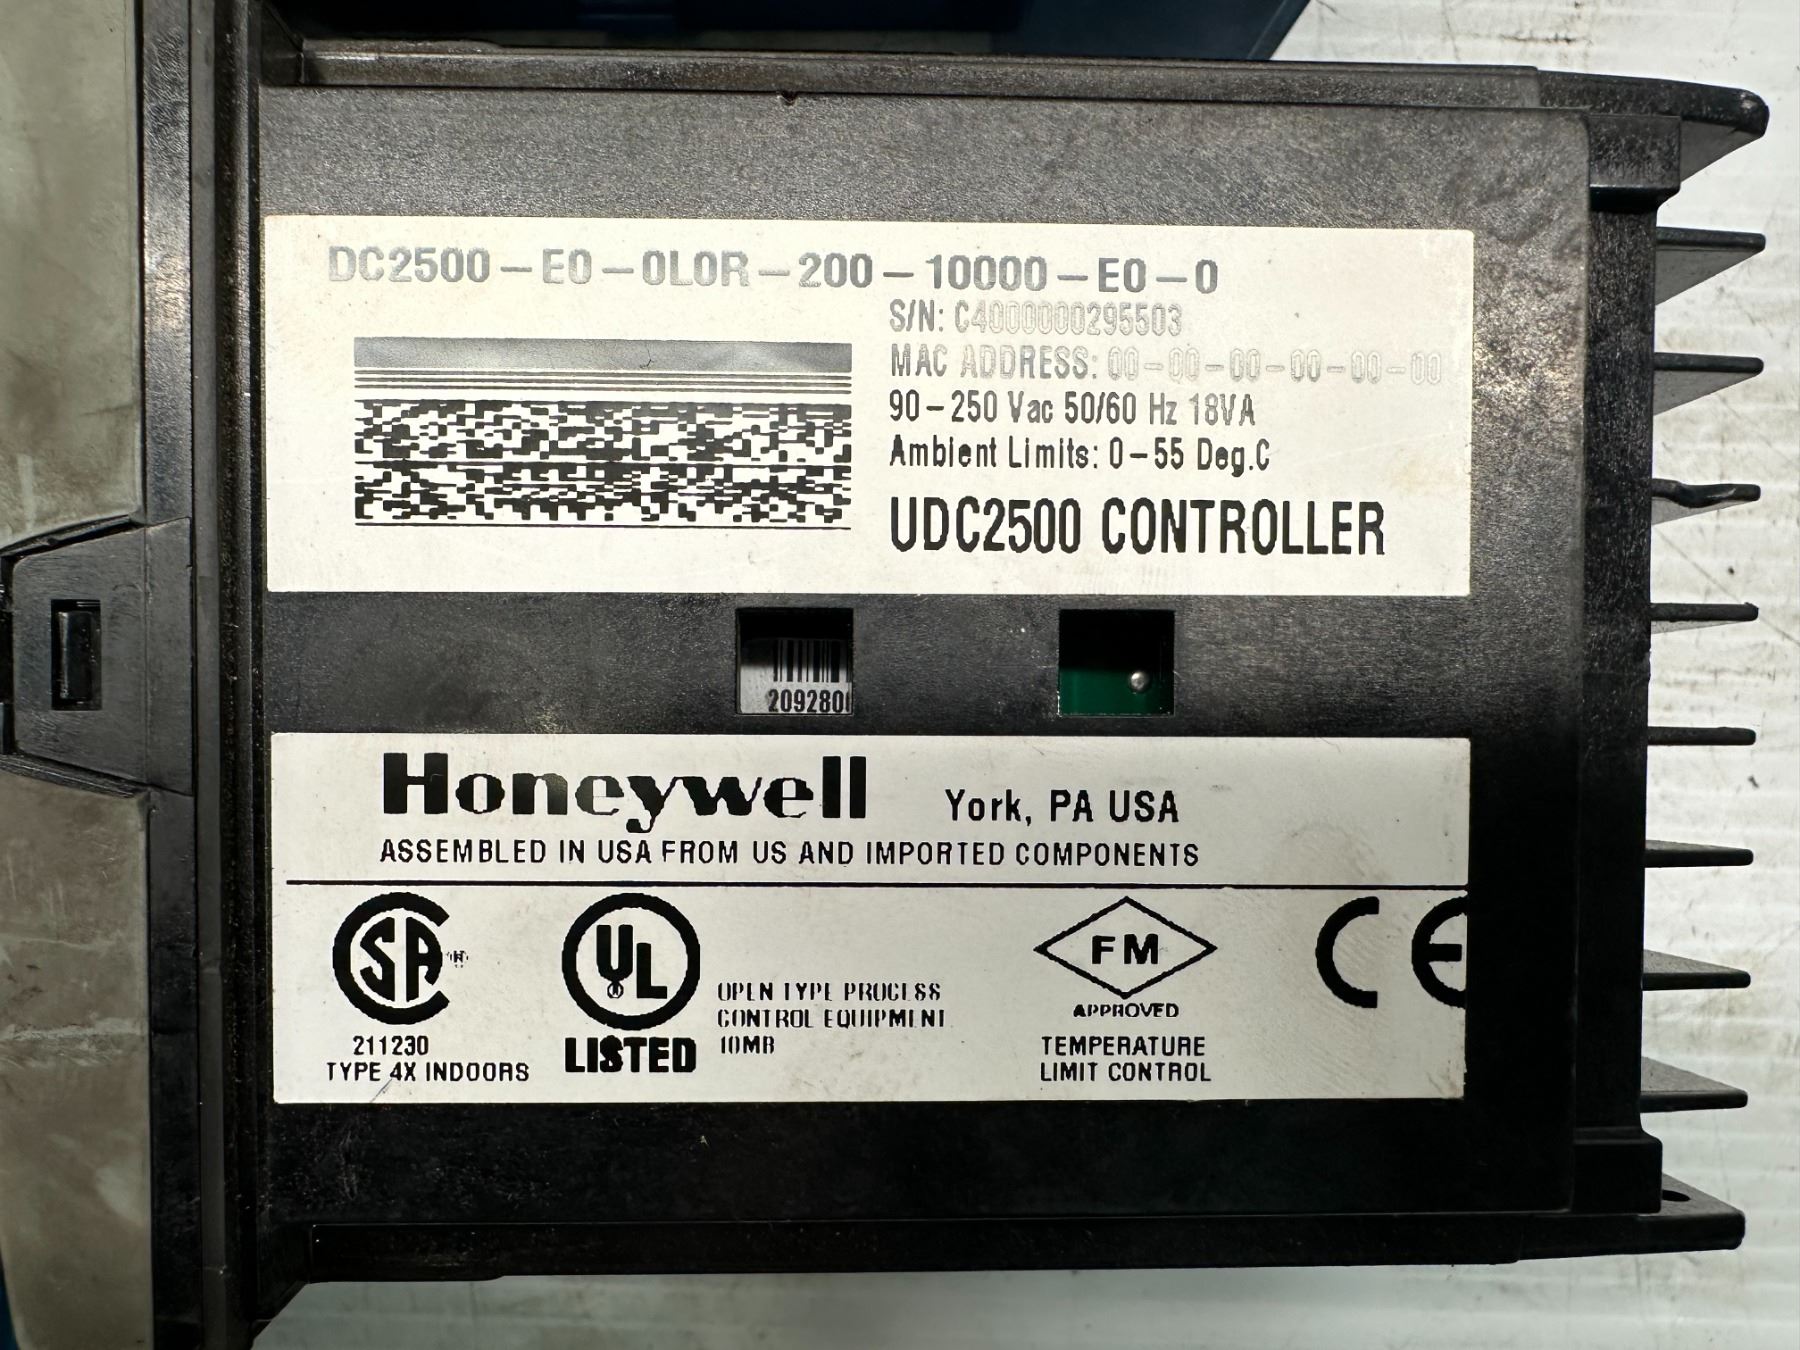 DC2500-E0-0L0R-200-10000-E0-0
S/N: C4000000295503
MAC ADDRESS: 00-00-00-00-00-00
90-250 Vac 50/60 Hz 18VA
Ambient Limits: 0-55 Deg.C
UDC2500 CONTROLLER
209280
Honeywell York, PA USA
ASSEMBLED IN USA FROM US AND IMPORTED COMPONENTS
SA
211230
TYPE 4X INDOORS
UL
LISTED
OPEN TYPE PROCESS
CONTROL EQUIPMENT
10MB
FM
APPROVED
TEMPERATURE
LIMIT CONTROL
CE